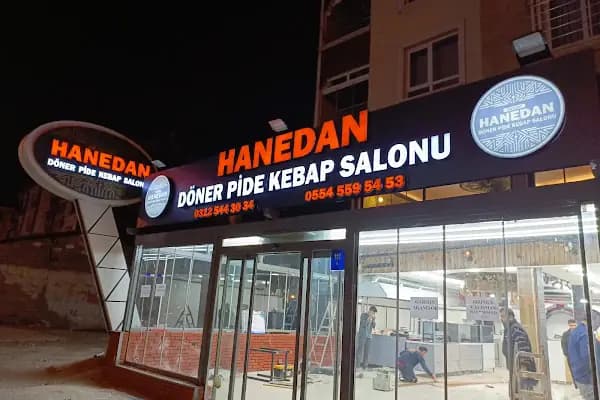 HANEDAN
DÖNER PİDE KEBAP SALONU
0312 544 30 34
0554 559 54 53
HANEDAN
DÖNER PİDE KEBAP SALONU
HANEDAN
DÖNER PİDE KEBAP SALONU
HANEDAN